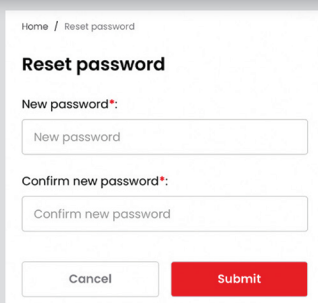 Home / Reset password
Reset password
New password*:
New password
Confirm new password*:
Confirm new password
Cancel Submit